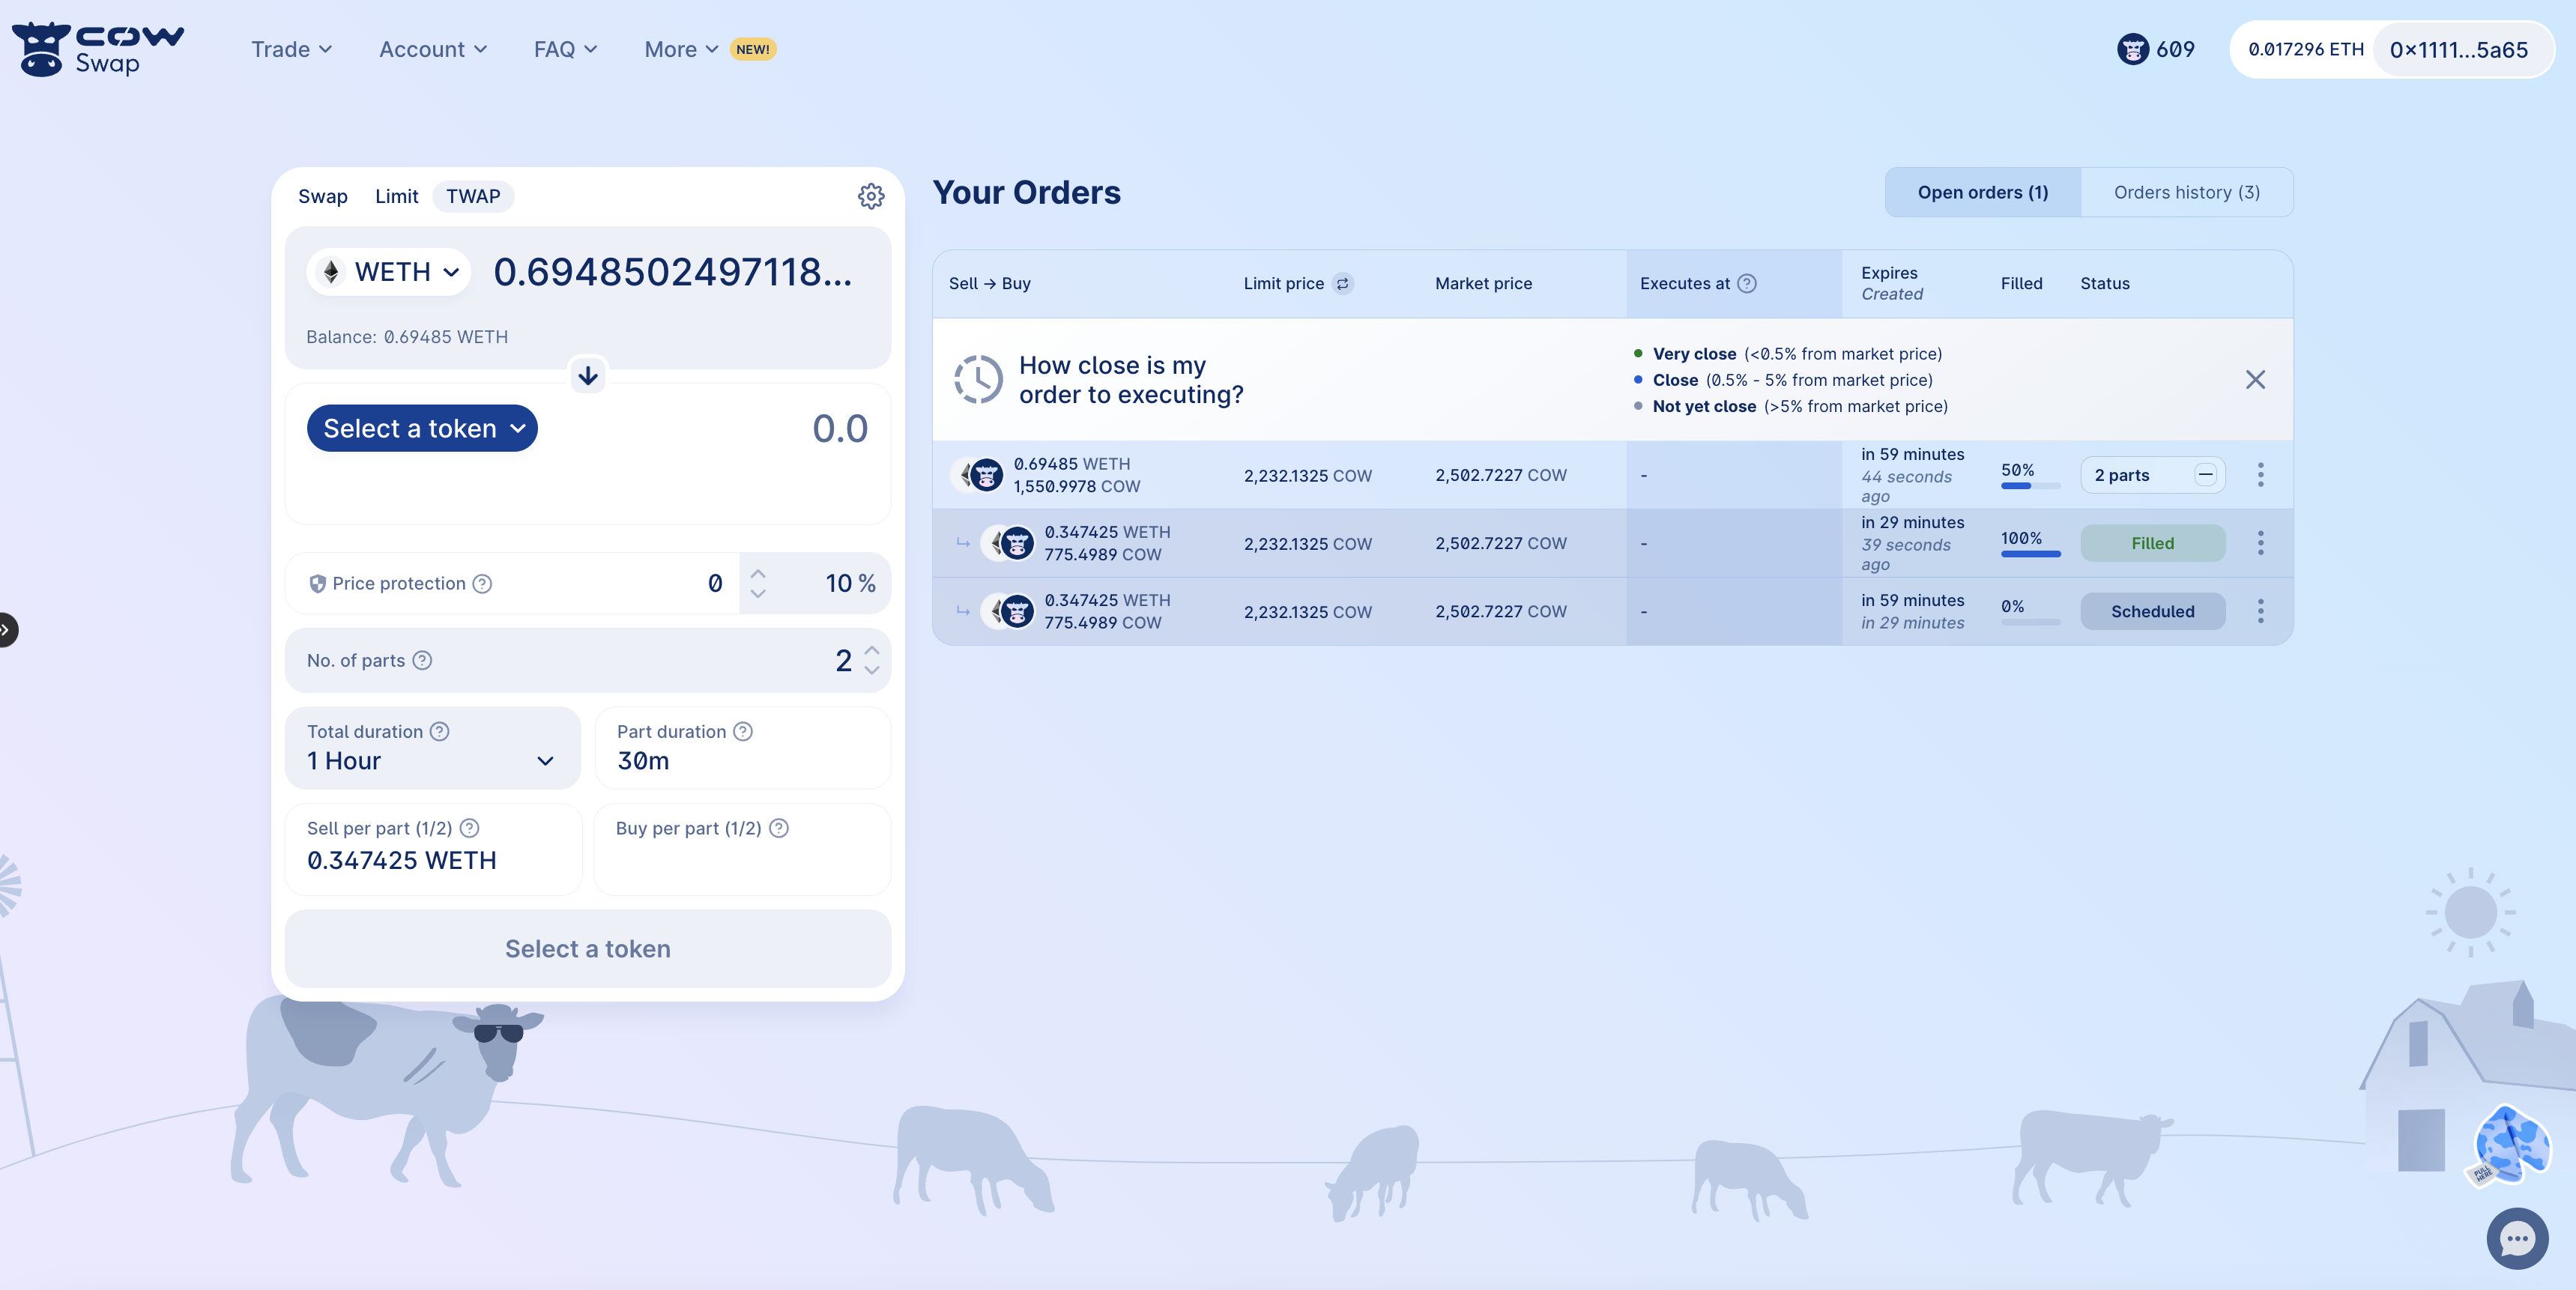 COW
Swap
Trade
Account
FAQ
More
NEW!
609
0.017296 ETH
0×1111...5a65
Swap
Limit
TWAP
WETH
0.6948502497118...
Balance: 0.69485 WETH
Select a token
0.0
Price protection
0
10 %
No. of parts
2
Total duration
1 Hour
Part duration
30m
Sell per part (1/2)
0.347425 WETH
Buy per part (1/2)
Select a token
Your Orders
Open orders (1)
Orders history (3)
Sell → Buy
Limit price
Market price
Executes at
Expires
Created
Filled
Status
How close is my
order to executing?
Very close (<0.5% from market price)
Close (0.5% - 5% from market price)
Not yet close (>5% from market price)
0.69485 WETH
1,550.9978 COW
2,232.1325 COW
2,502.7227 COW
-
in 59 minutes
44 seconds
ago
50%
2 parts
0.347425 WETH
775.4989 COW
2,232.1325 COW
2,502.7227 COW
-
in 29 minutes
39 seconds
ago
100%
Filled
0.347425 WETH
775.4989 COW
2,232.1325 COW
2,502.7227 COW
-
in 59 minutes
in 29 minutes
0%
Scheduled
PULL
HERE